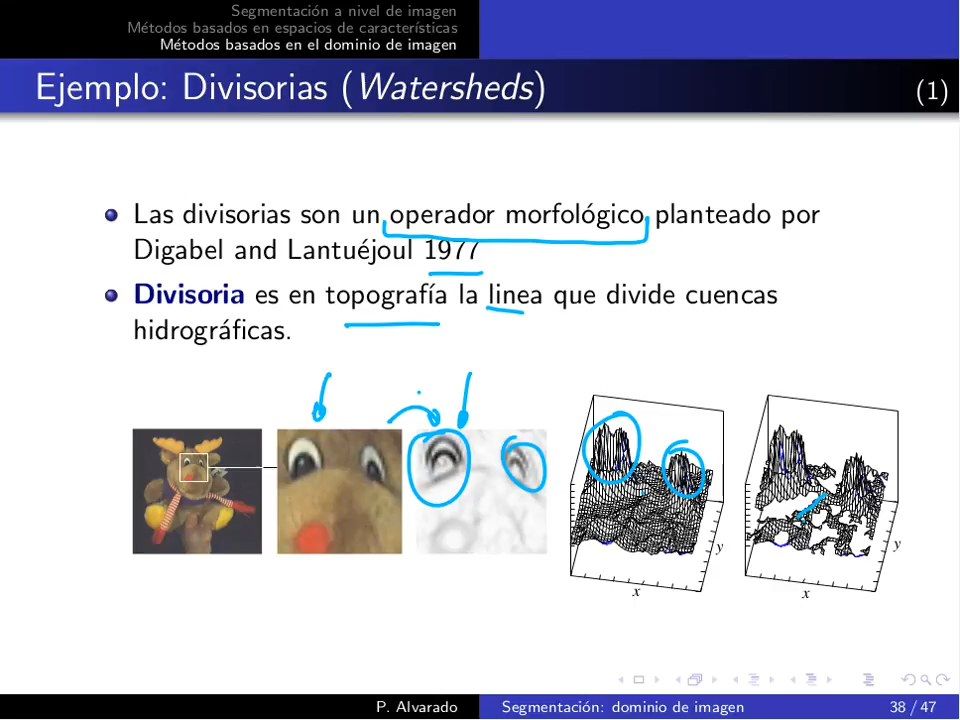 Segmentación a nivel de imagen
Métodos basados en espacios de características
Métodos basados en el dominio de imagen
Ejemplo: Divisorias (Watersheds) (1)
Las divisorias son un operador morfológico planteado por
Digabel and Lantuéjoul 1977
Divisoria es en topografía la linea que divide cuencas
hidrográficas.
y
x
y
x
P. Alvarado Segmentación: dominio de imagen 38 / 47